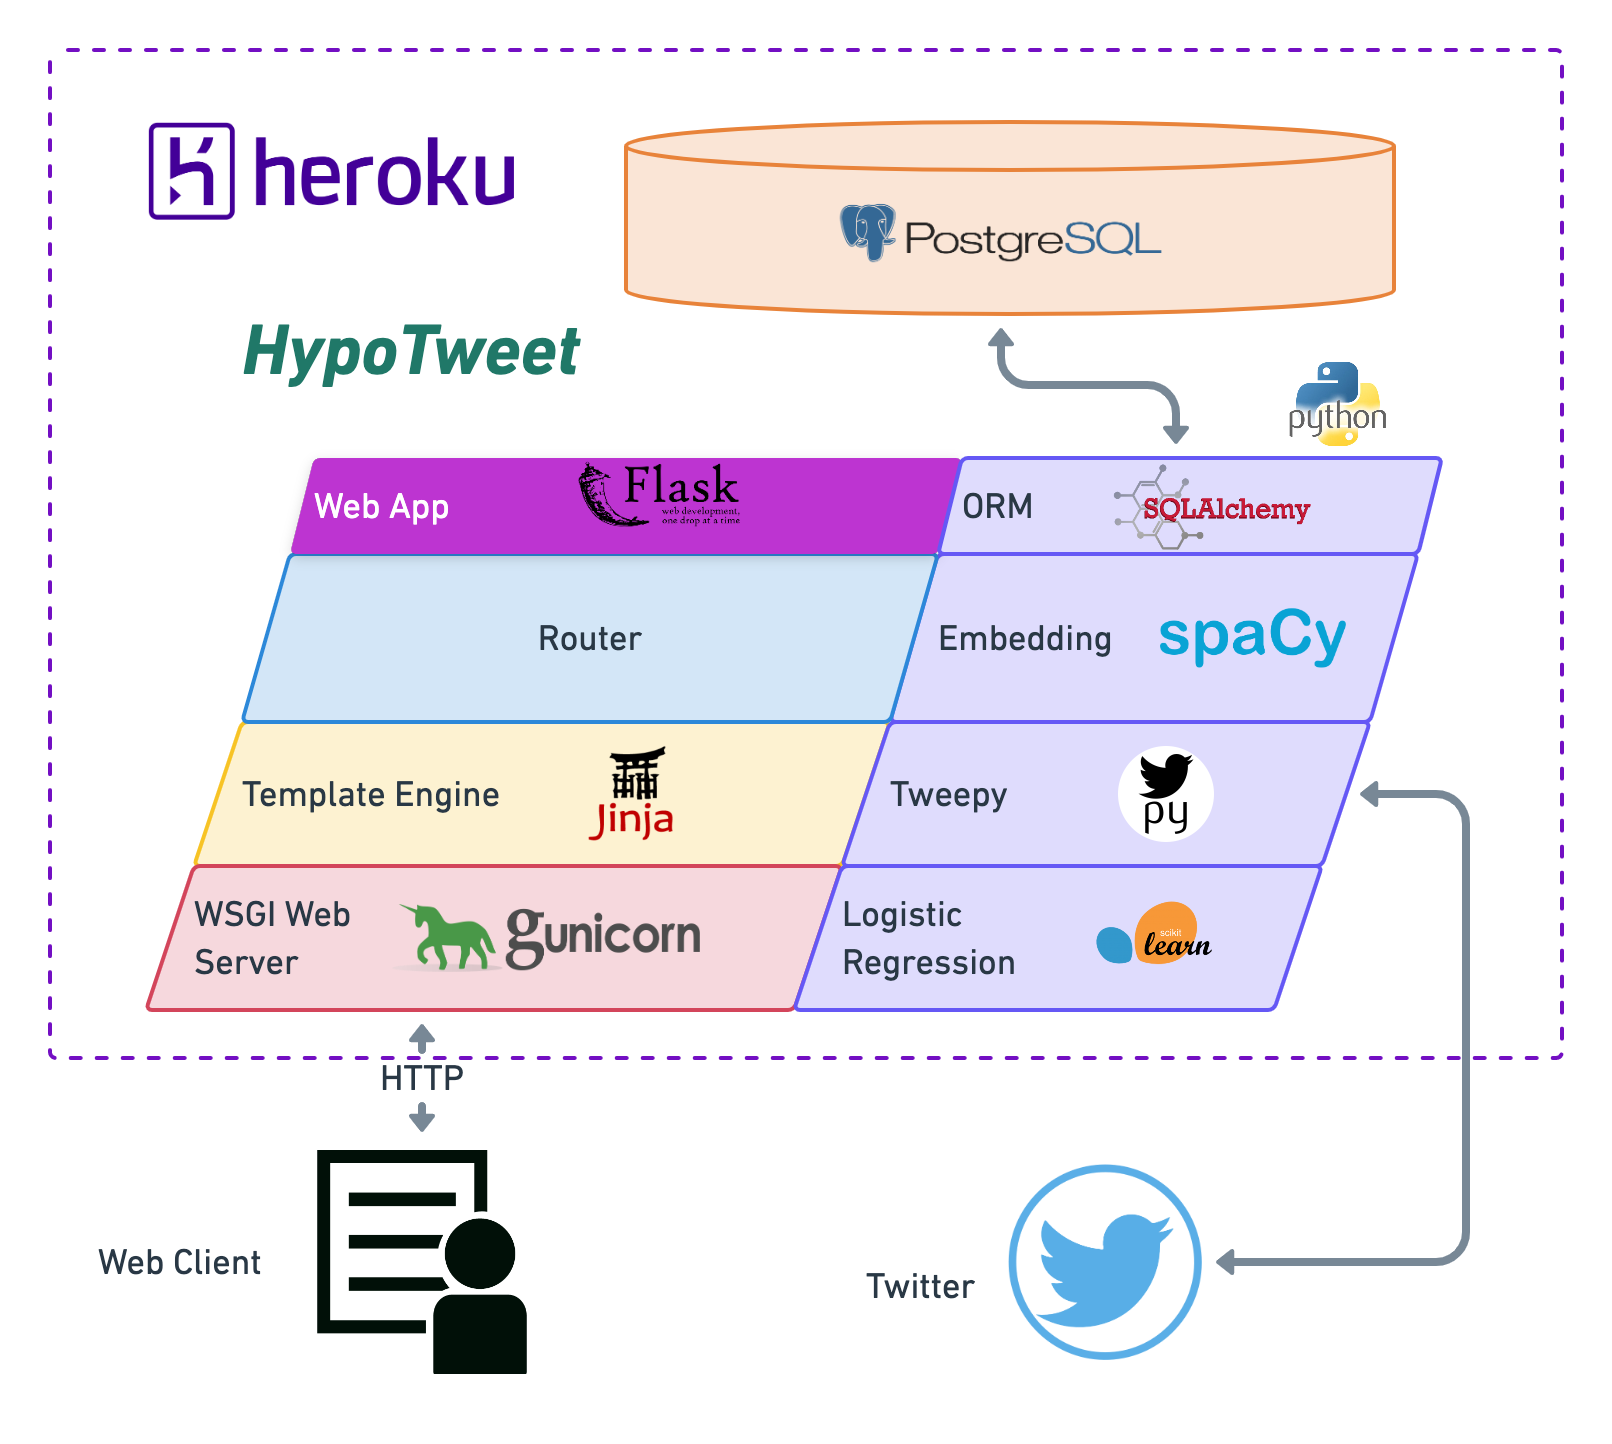 heroku
PostgreSQL
HypoTweet
python
Web App
Flask
web development,
one drop at a time
ORM
SQLAlchemy
Router
Embedding
spaCy
Template Engine
Jinja
Tweepy
py
WSGI Web
Server
gunicorn
Logistic
Regression
scikit
learn
HTTP
Web Client
Twitter